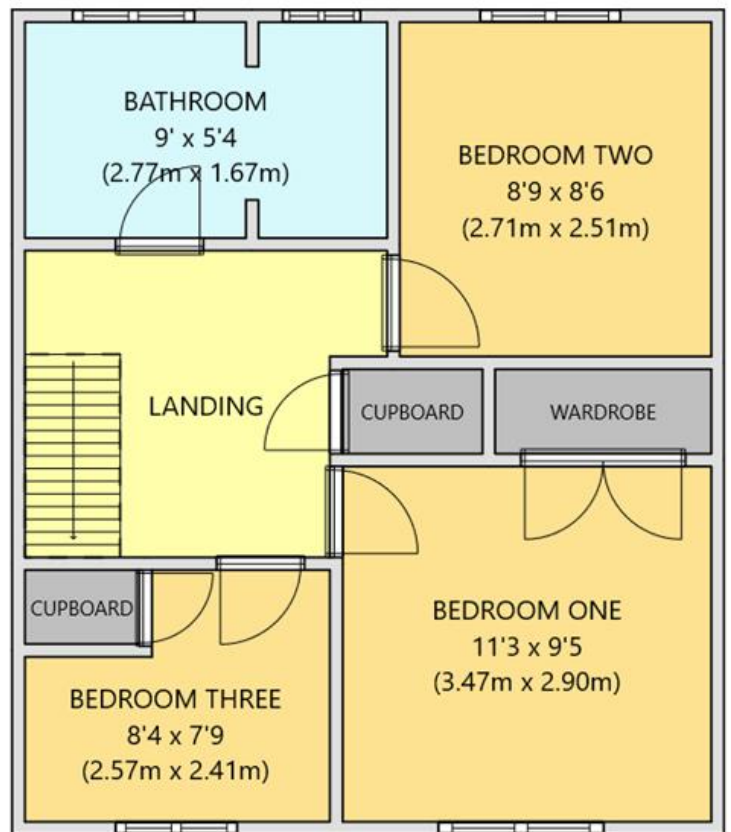 BATHROOM
9' x 5'4
(2.77m x 1.67m)
BEDROOM TWO
8'9 x 8'6
(2.71m x 2.51m)
LANDING
CUPBOARD
WARDROBE
CUPBOARD
BEDROOM ONE
11'3 x 9'5
(3.47m x 2.90m)
BEDROOM THREE
8'4 x 7'9
(2.57m x 2.41m)